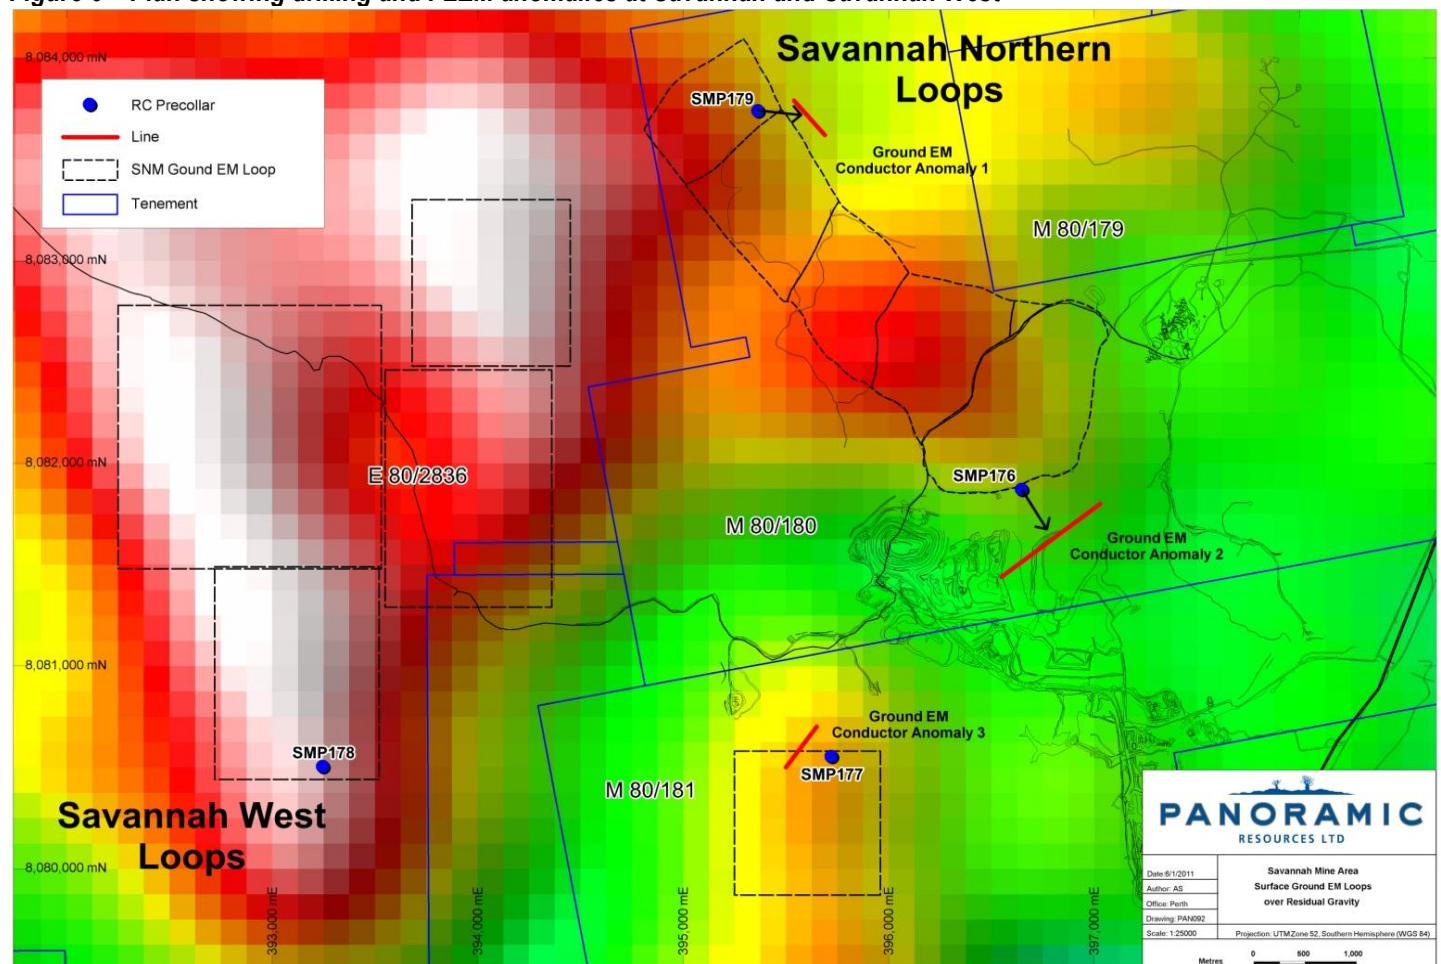 8,084,000 mN
Savannah Northern
Loops
RC Precollar
Line
SNM Gound EM Loop
Tenement
SMP179
Ground EM
Conductor Anomaly 1
M 80/179
8,083,000 mN
8,082,000 mN
E 80/2836
SMP176
M 80/180
Ground EM
Conductor Anomaly 2
8,081,000 mN
Ground EM
Conductor Anomaly 3
SMP178
SMP177
M 80/181
Savannah West
Loops
8,080,000 mN
393,000 mE
394,000 mE
395,000 mE
396,000 mE
397,000 mE
PANORAMIC
RESOURCES LTD
Date:6/1/2011
Author: AS
Office: Perth
Drawing: PAN092
Scale: 1:25000
Savannah Mine Area
Surface Ground EM Loops
over Residual Gravity
Projection: UTM Zone 52, Southern Hemisphere (WGS 84)
Metres
0 500 1,000